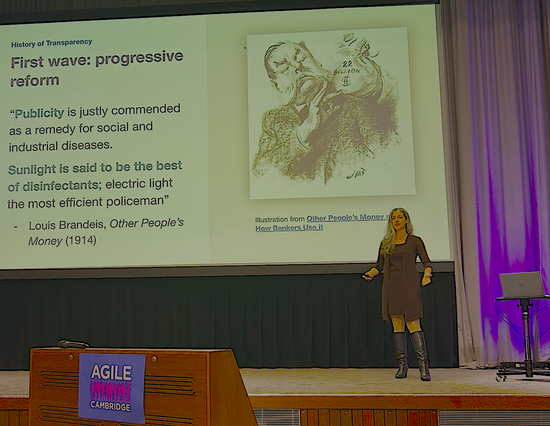 History of Transparency
First wave: progressive
reform
“Publicity is justly commended
as a remedy for social and
industrial diseases.
Sunlight is said to be the best
of disinfectants; electric light
the most efficient policeman”
- Louis Brandeis, Other People’s
Money (1914)
22
BILLION
Illustration from Other People’s Money
How Bankers Use it
AGILE
CAMBRIDGE